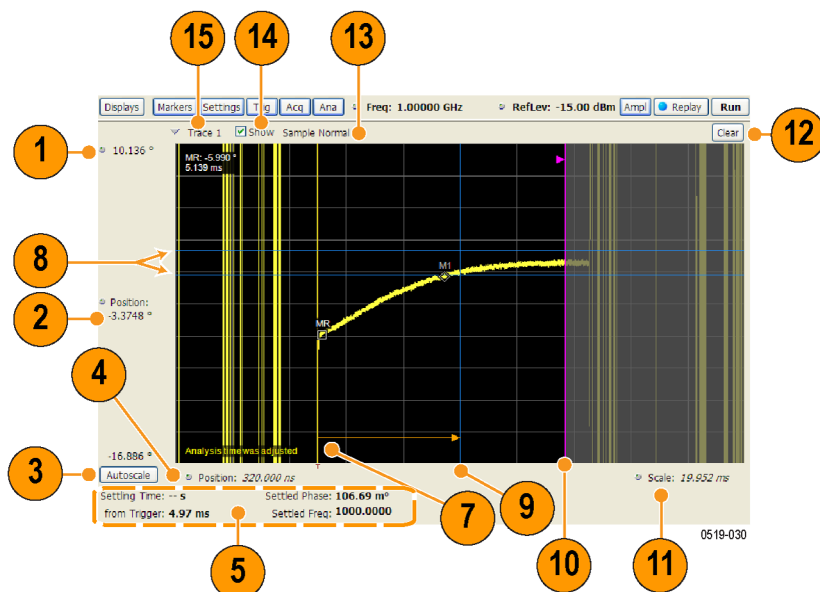 15
14
13
Displays Markers Settings Trig Acq Ana Freq: 1.00000 GHz RefLev: -15.00 dBm Ampl Replay Run
Trace 1 Show Sample Normal Clear
12
1
10.136 °
MR: -5.990 °
5.139 ms
8
M1
Position:
-3.3748 °
2
MR
4
-16.886 °
Analysis time was adjusted
3
Autoscale
Position: 320.000 ns
T
Scale: 19.952 ms
Setting Time: -- s Settled Phase: 106.69 m°
from Trigger: 4.97 ms Settled Freq: 1000.0000
7
9
0519-030
5
10
11